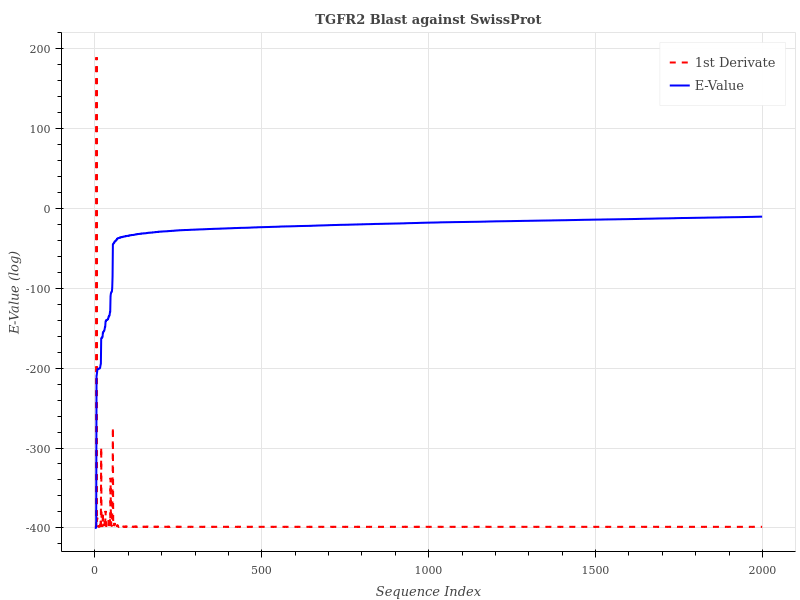 TGFR2 Blast against SwissProt
200
100
0
-100
-200
-300
-400
E-Value (log)
1st Derivate
E-Value
0
500
1000
1500
2000
Sequence Index